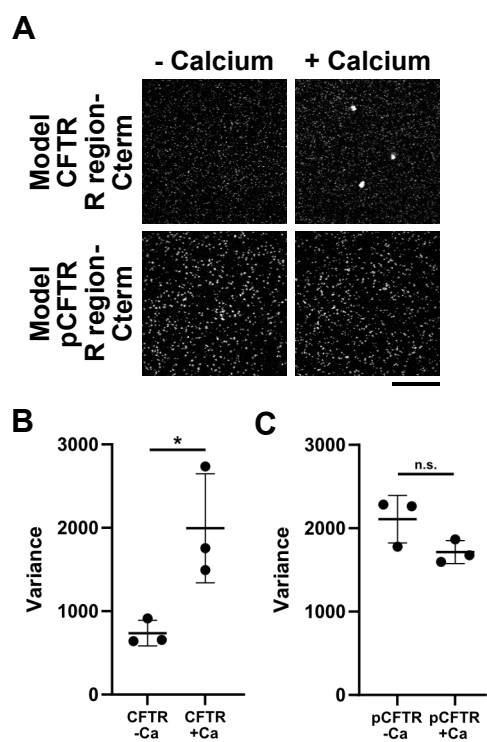 A
- Calcium
+ Calcium
Model
CFTR
R region-
Cterm
Model
pCFTR
R region-
Cterm
B
C
3000
2000
1000
0
Variance
*
CFTR
-Ca
CFTR
+Ca
3000
2000
1000
0
Variance
n.s.
pCFTR
-Ca
pCFTR
+Ca